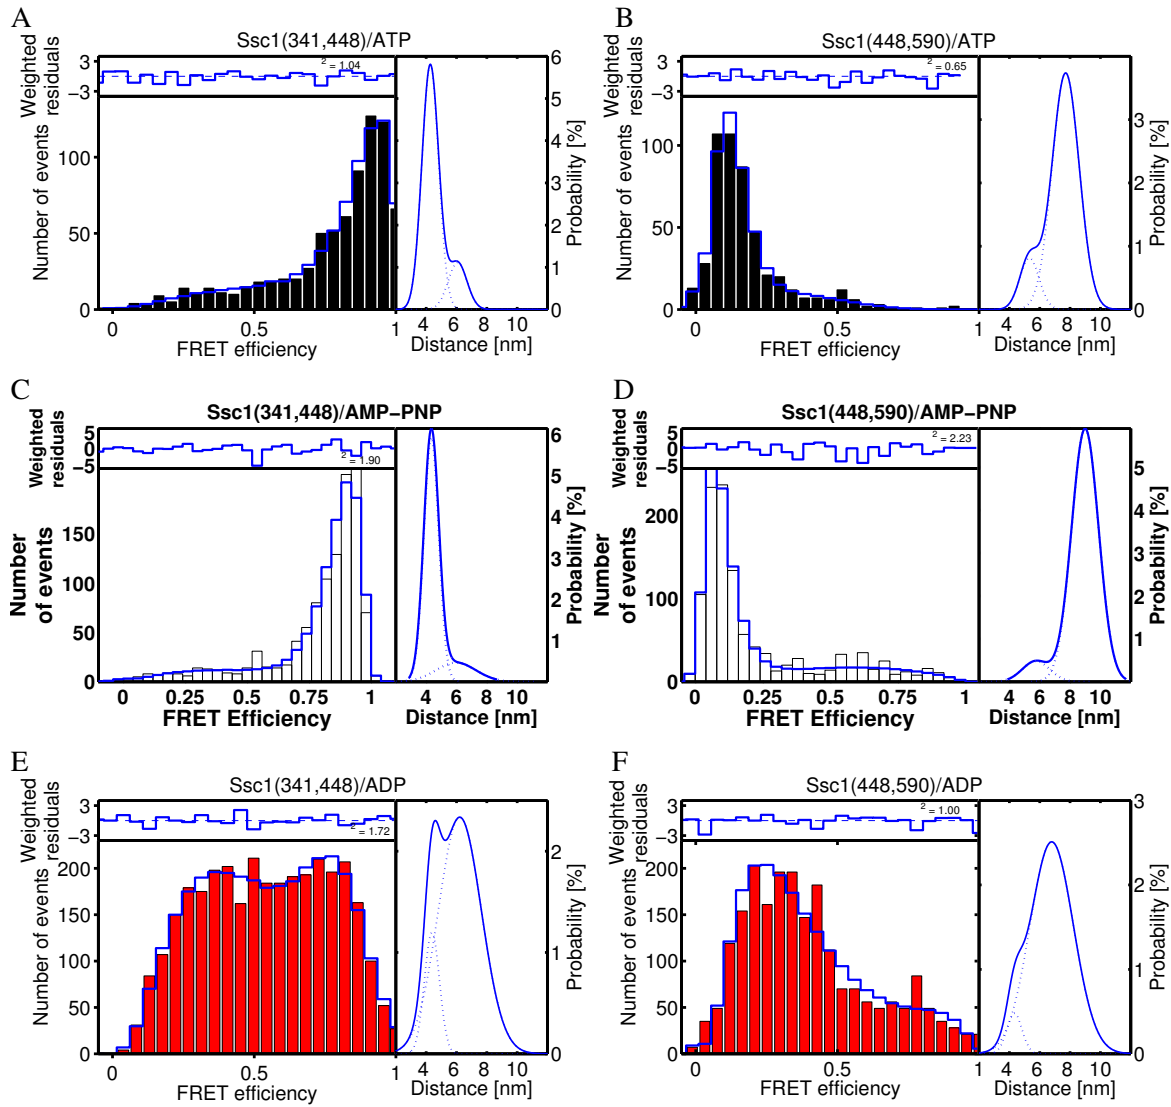 A
Ssc1(341,448)/ATP
Weighted
residuals
3
−3
2 = 1.04
Number of events
100
50
0
0 0.5 1
FRET efficiency
6
5
4
3
2
1
0
Probability [%]
4 6 8 10
Distance [nm]
B
Ssc1(448,590)/ATP
Weighted
residuals
3
−3
2 = 0.65
Number of events
100
50
0
0 0.5
FRET efficiency
3
2
1
0
Probability [%]
4 6 8 10
Distance [nm]
C
Ssc1(341,448)/AMP−PNP
Weighted
residuals
5
0
−5
2 = 1.90
Number
of events
150
100
50
0
0 0.25 0.5 0.75 1
FRET Efficiency
6
5
4
3
2
1
Probability [%]
4 6 8 10
Distance [nm]
D
Ssc1(448,590)/AMP−PNP
Weighted
residuals
5
0
−5
2 = 2.23
Number
of events
200
100
0
0 0.25 0.5 0.75 1
FRET Efficiency
5
4
3
2
1
Probability [%]
4 6 8 10
Distance [nm]
E
Ssc1(341,448)/ADP
Weighted
residuals
3
−3
2 = 1.72
Number of events
200
150
100
50
0
0 0.5 1
FRET efficiency
2
1
0
Probability [%]
4 6 8 10
Distance [nm]
F
Ssc1(448,590)/ADP
Weighted
residuals
3
−3
2 = 1.00
Number of events
200
150
100
50
0
0 0.5 1
FRET efficiency
3
2
1
0
Probability [%]
4 6 8 10
Distance [nm]